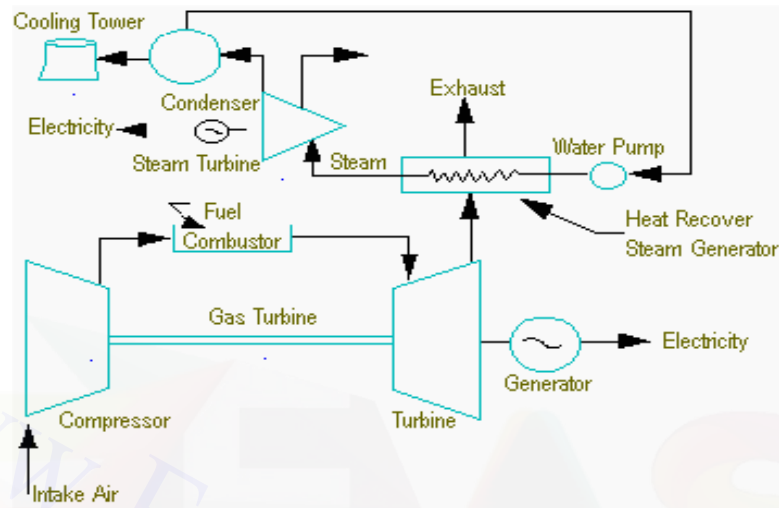 Cooling Tower
Condenser
Exhaust
Electricity
Steam Turbine
Steam
Water Pump
Fuel
Combustor
Heat Recover
Steam Generator
Gas Turbine
Electricity
Generator
Compressor
Turbine
Intake Air